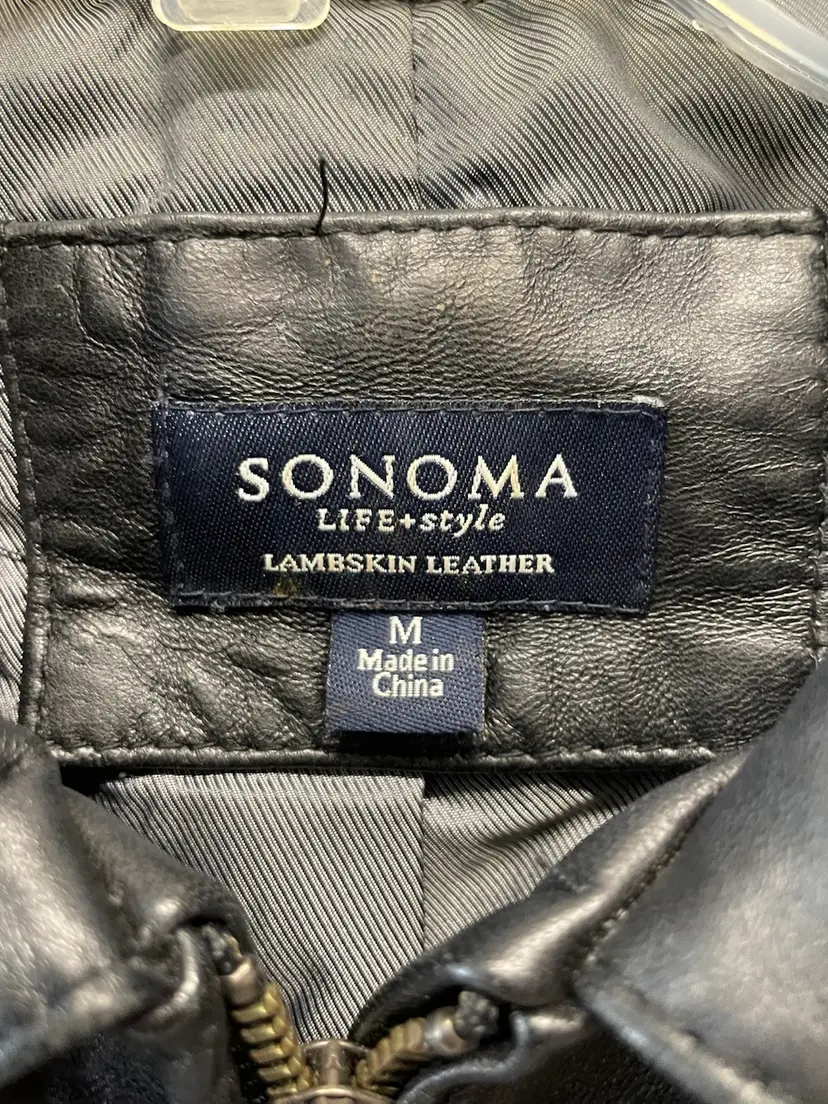 SONOMA
LIFE+style
LAMBSKIN LEATHER
M
Made in
China